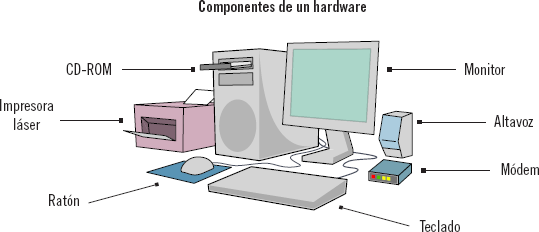 Componentes de un hardware
CD-ROM
Monitor
Impresora
láser
Altavoz
Módem
Ratón
Teclado